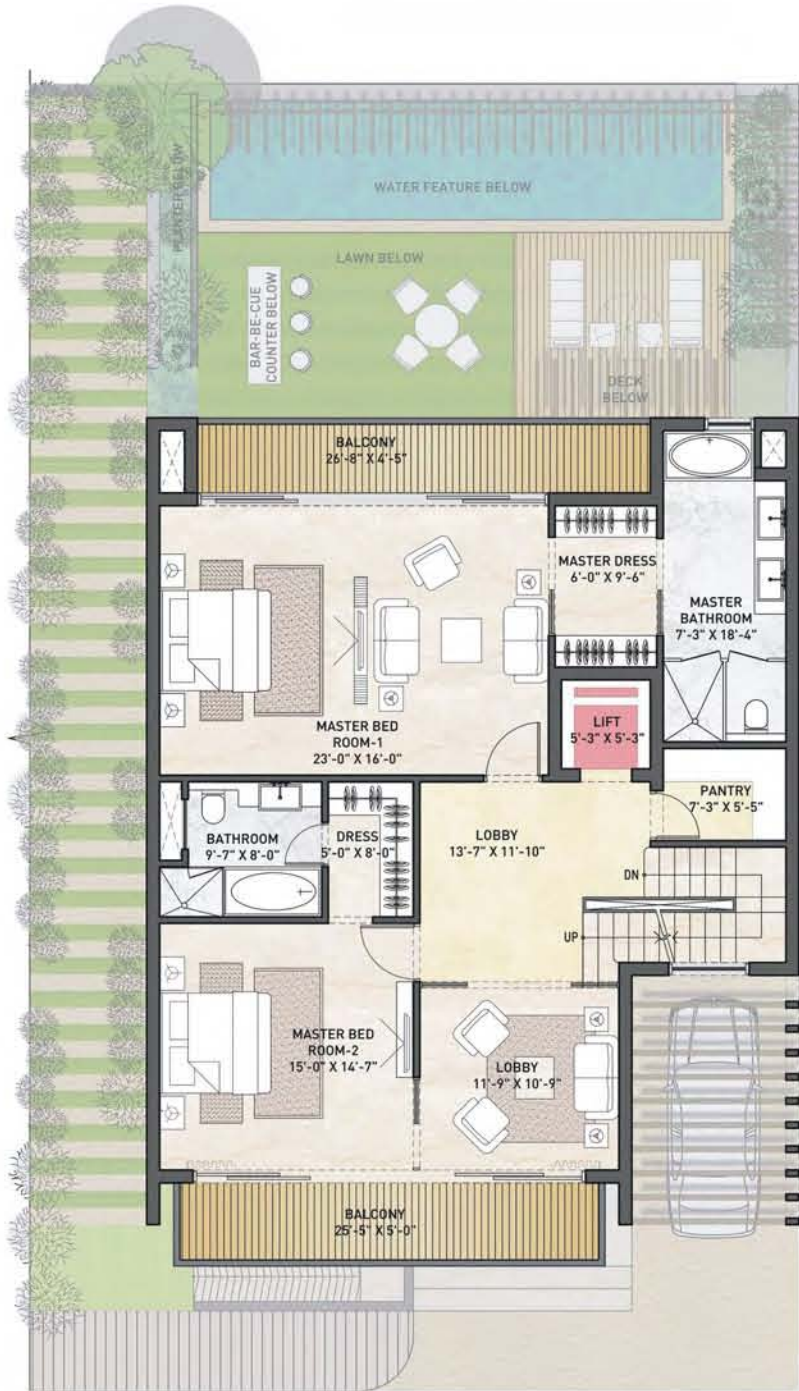 WATER FEATURE BELOW
PLANTER BELOW
LAWN BELOW
BAR-BE-CUE
COUNTER BELOW
DECK
BELOW
BALCONY
26'-8" X 4'-5"
MASTER DRESS
6'-0" X 9'-6"
MASTER
BATHROOM
7'-3" X 18'-4"
MASTER BED
ROOM-1
23'-0" X 16'-0"
LIFT
5'-3" X 5'-3"
PANTRY
7'-3" X 5'-5"
BATHROOM
9'-7" X 8'-0"
DRESS
5'-0" X 8'-0"
LOBBY
13'-7" X 11'-10"
DN
UP
MASTER BED
ROOM-2
15'-0" X 14'-7"
LOBBY
11'-9" X 10'-9"
BALCONY
25'-5" X 5'-0"